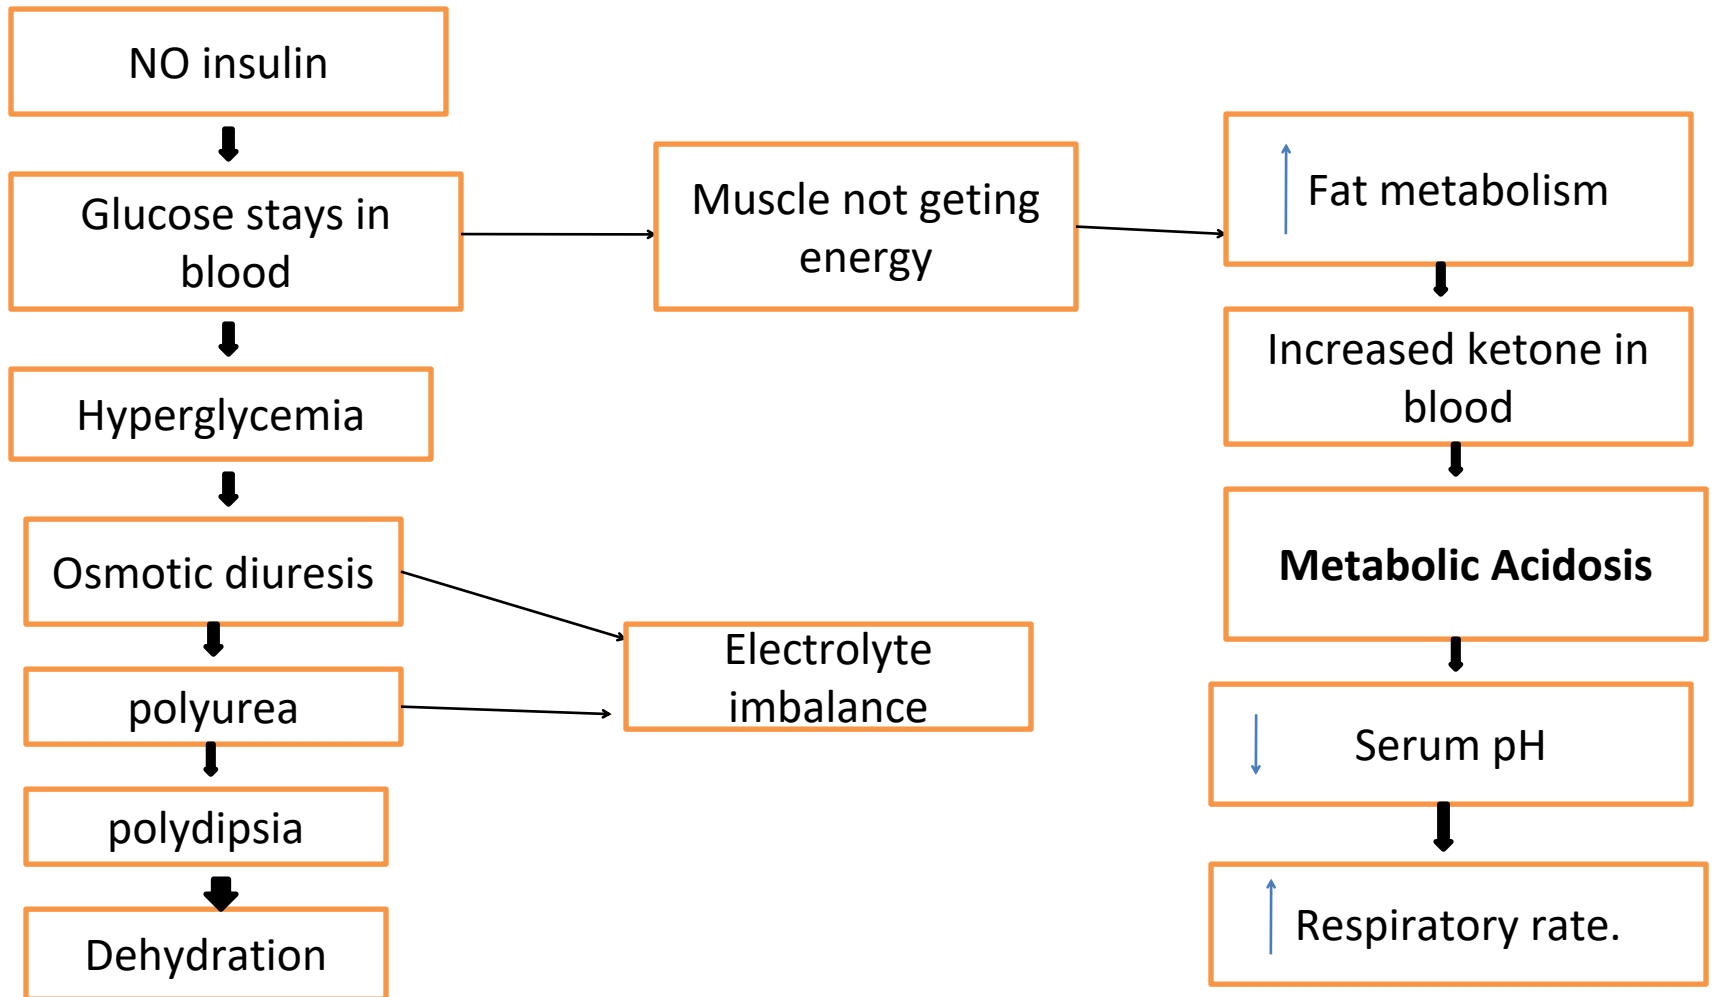 NO insulin
Glucose stays in
blood
Hyperglycemia
Osmotic diuresis
polyurea
polydipsia
Dehydration
Muscle not geting
energy
Electrolyte
imbalance
Fat metabolism
Increased ketone in
blood
Metabolic Acidosis
Serum pH
Respiratory rate.